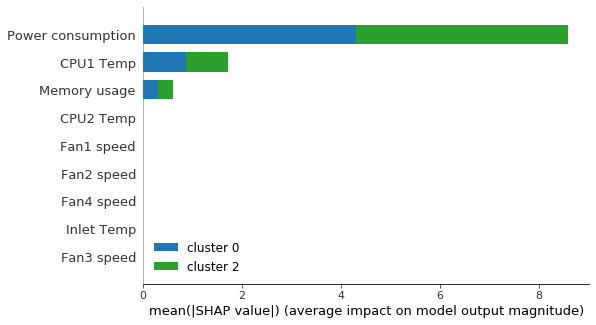 Power consumption
CPU1 Temp
Memory usage
CPU2 Temp
Fan1 speed
Fan2 speed
Fan4 speed
Inlet Temp
Fan3 speed
cluster 0
cluster 2
0 2 4 6 8
mean(|SHAP value|) (average impact on model output magnitude)